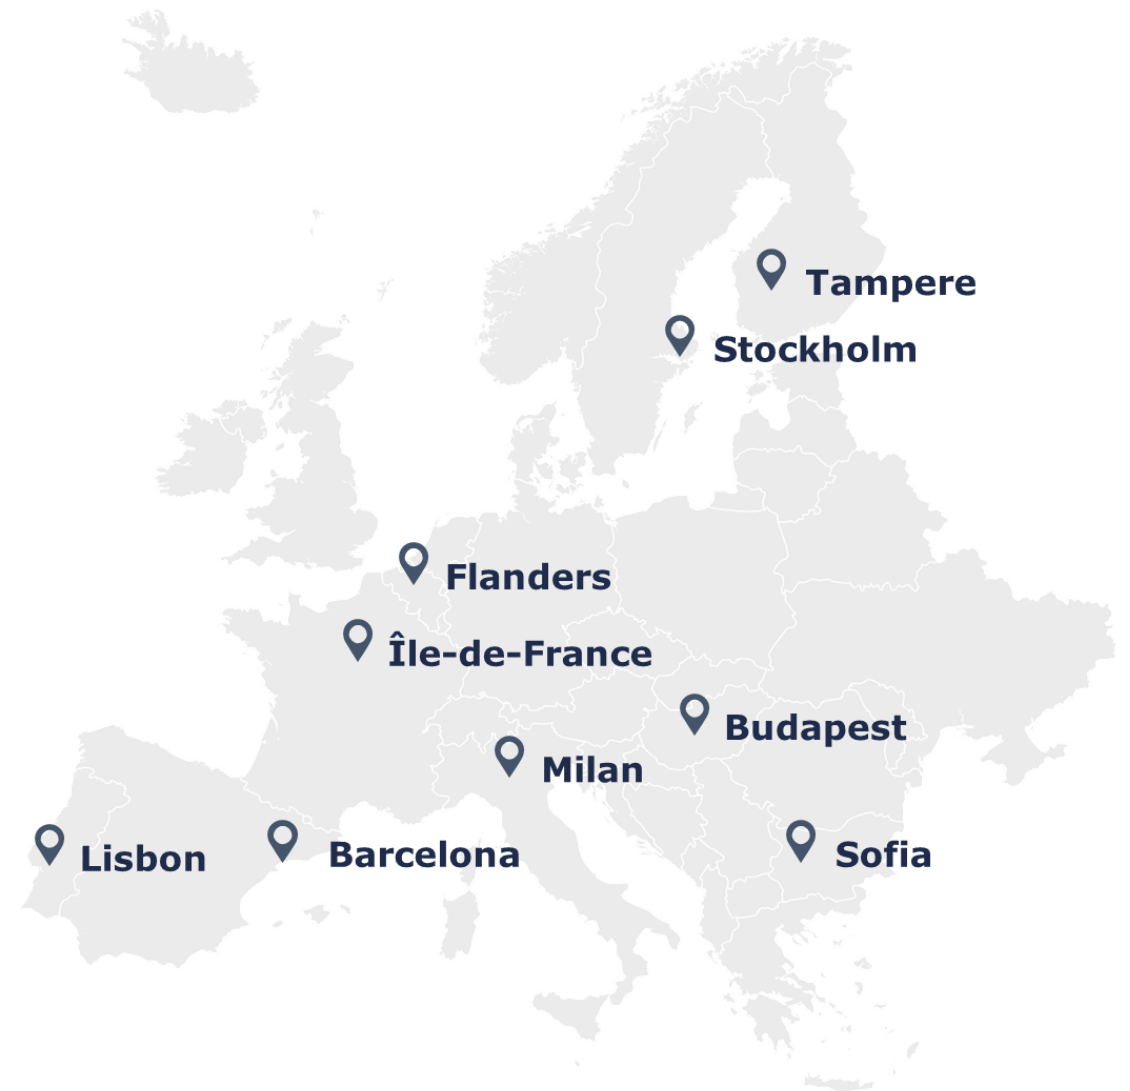 Tampere
Stockholm
Flanders
Île-de-France
Budapest
Milan
Lisbon
Barcelona
Sofia